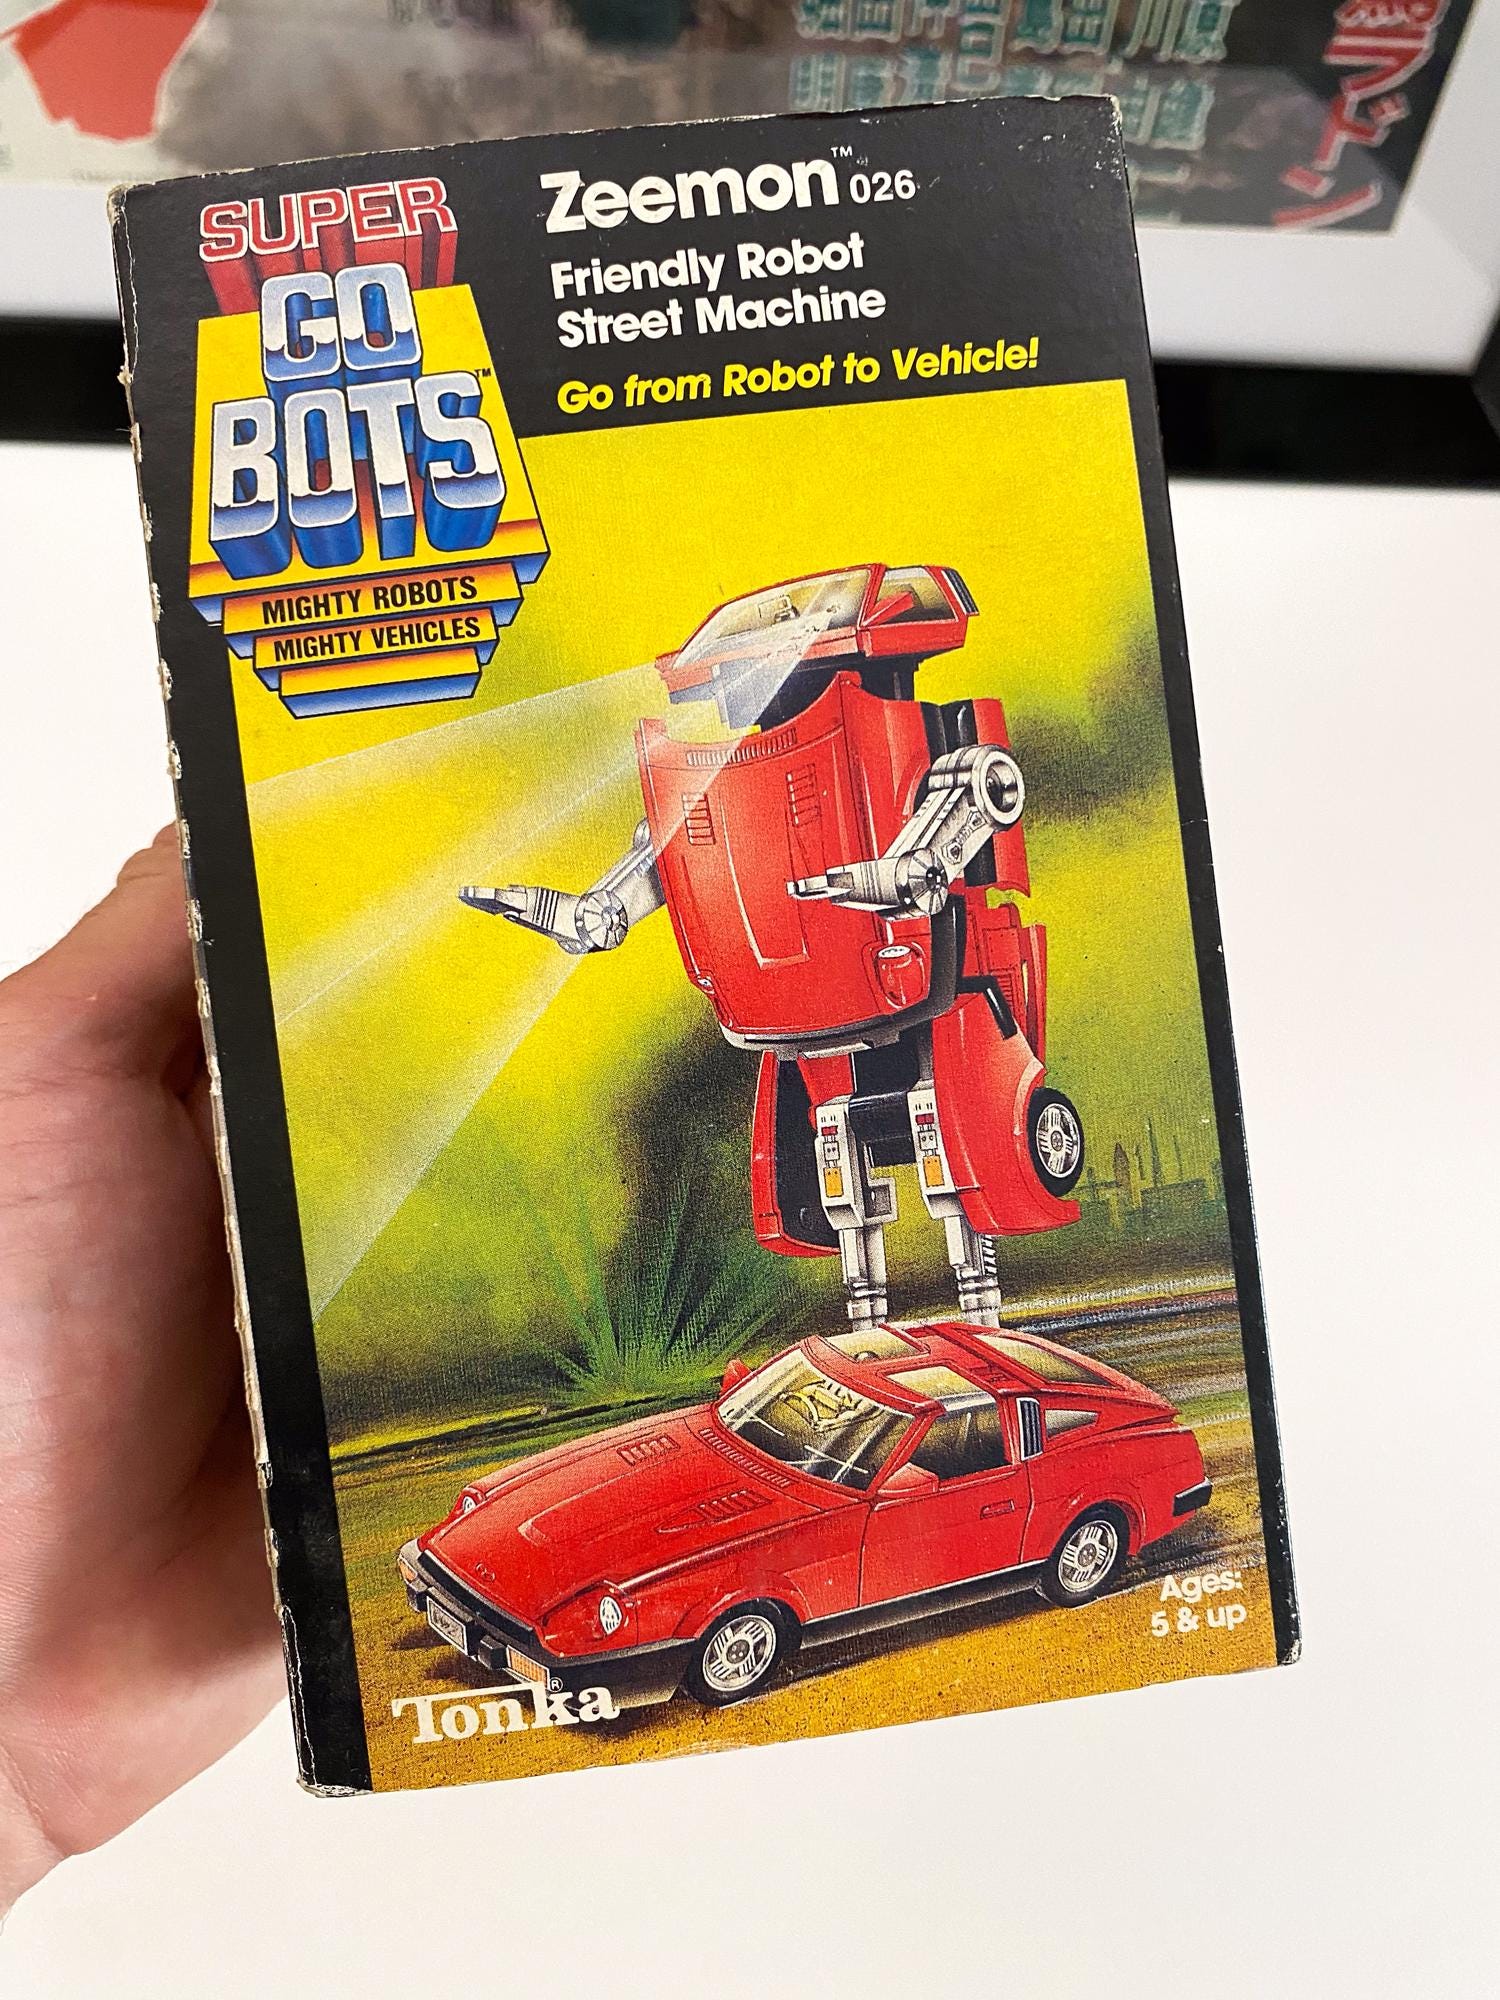 SUPER
GO
BOTS™
MIGHTY ROBOTS
MIGHTY VEHICLES
Zeemon™ 026
Friendly Robot
Street Machine
Go from Robot to Vehicle!
Ages:
5 & up
Tonka®